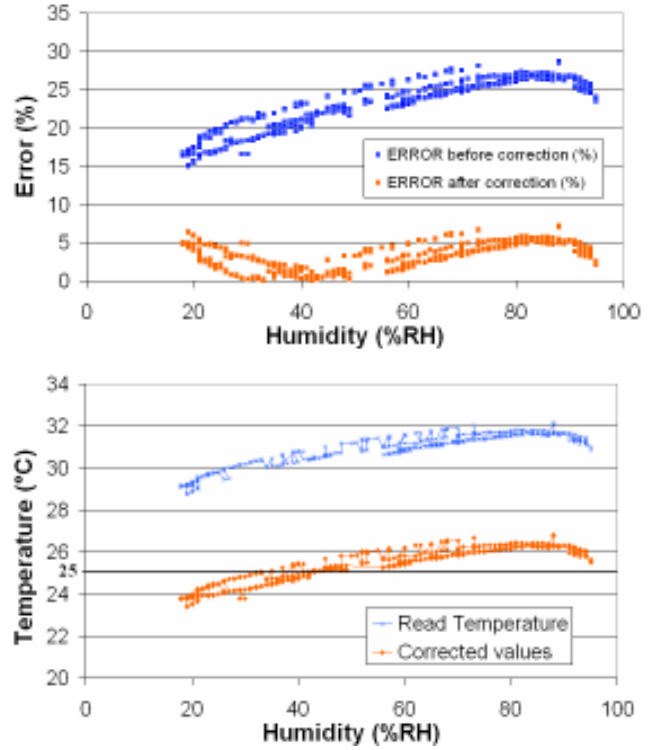 35
30
25
20
15
10
5
0
Error (%)
ERROR before correction (%)
ERROR after correction (%)
0 20 40 60 80 100
Humidity (%RH)
34
32
30
28
26
25
24
22
20
Temperature (°C)
Read Temperature
Corrected values
0 20 40 60 80 100
Humidity (%RH)